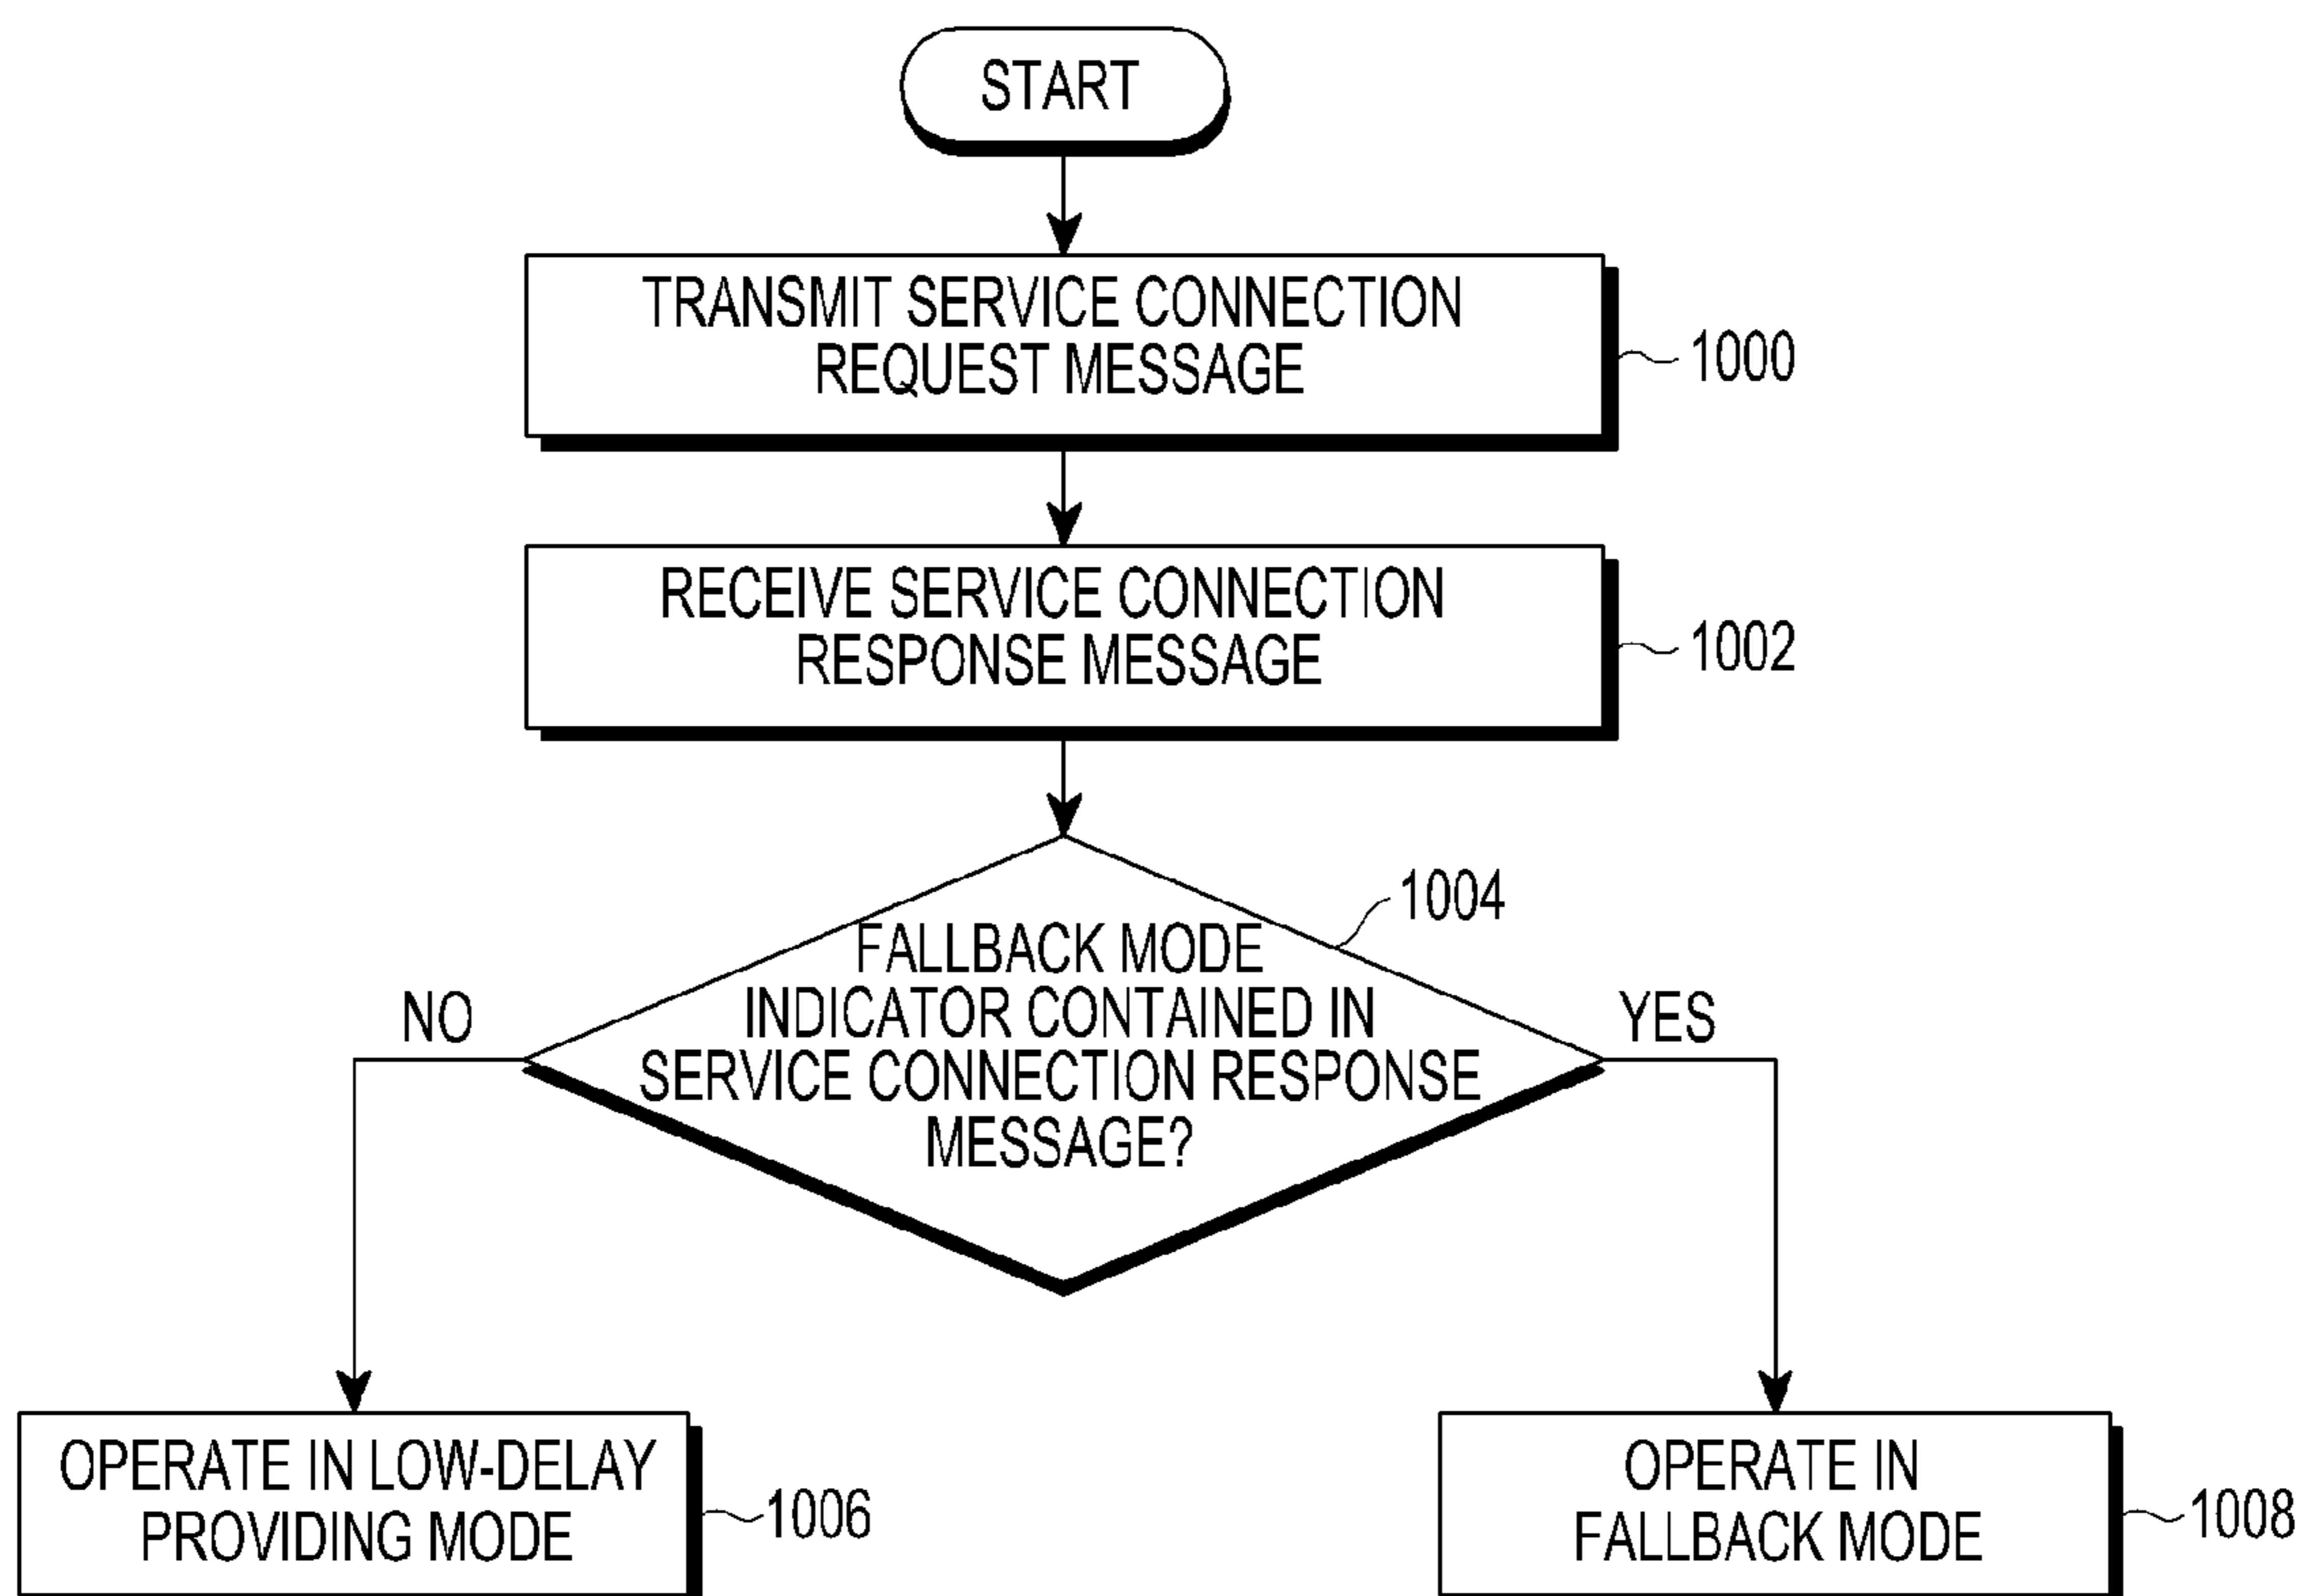 START
TRANSMIT SERVICE CONNECTION
REQUEST MESSAGE
1000
RECEIVE SERVICE CONNECTION
RESPONSE MESSAGE
1002
1004
FALLBACK MODE
INDICATOR CONTAINED IN
SERVICE CONNECTION RESPONSE
MESSAGE?
NO
YES
OPERATE IN LOW-DELAY
PROVIDING MODE
1006
OPERATE IN
FALLBACK MODE
1008